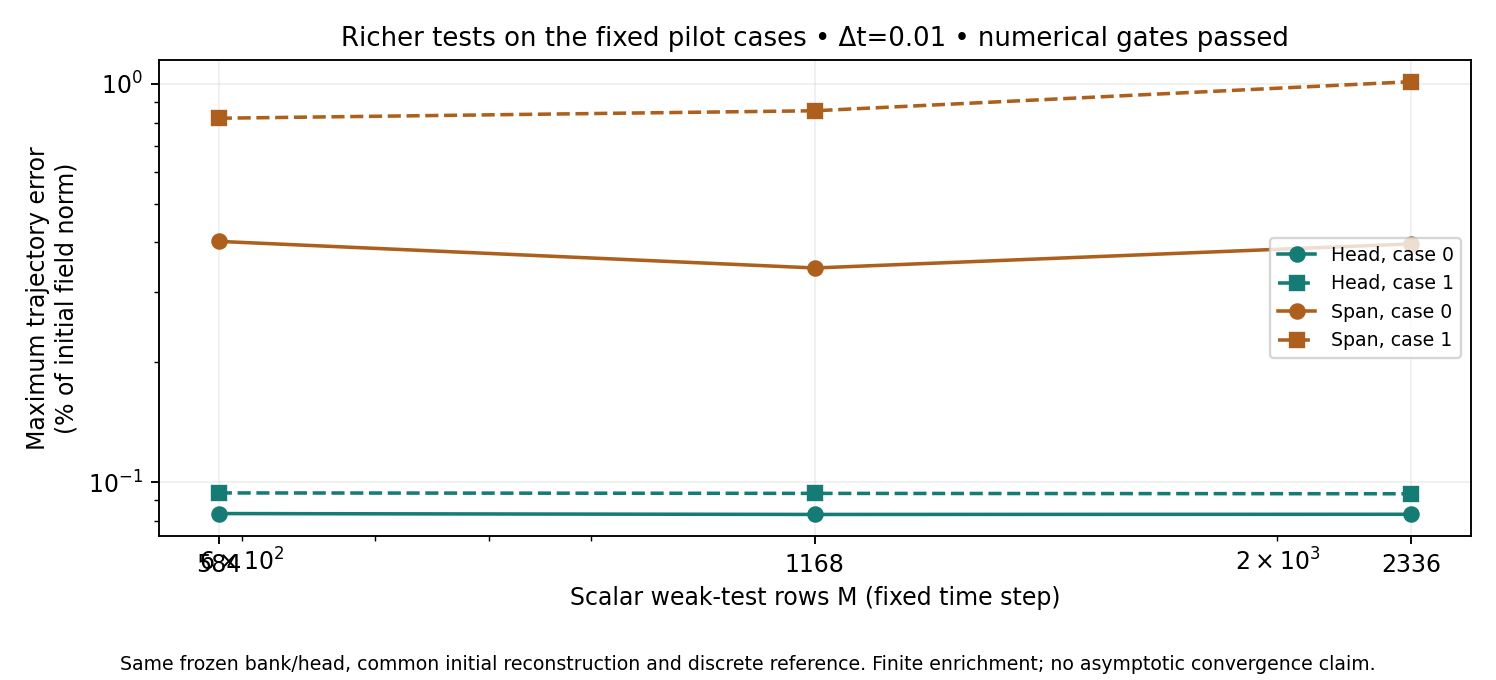 Richer tests on the fixed pilot cases • Δt=0.01 • numerical gates passed
Maximum trajectory error
(% of initial field norm)
10⁰
10⁻¹
Head, case 0
Head, case 1
Span, case 0
Span, case 1
584
6 × 10²
1168
2 × 10³
2336
Scalar weak-test rows M (fixed time step)
Same frozen bank/head, common initial reconstruction and discrete reference. Finite enrichment; no asymptotic convergence claim.